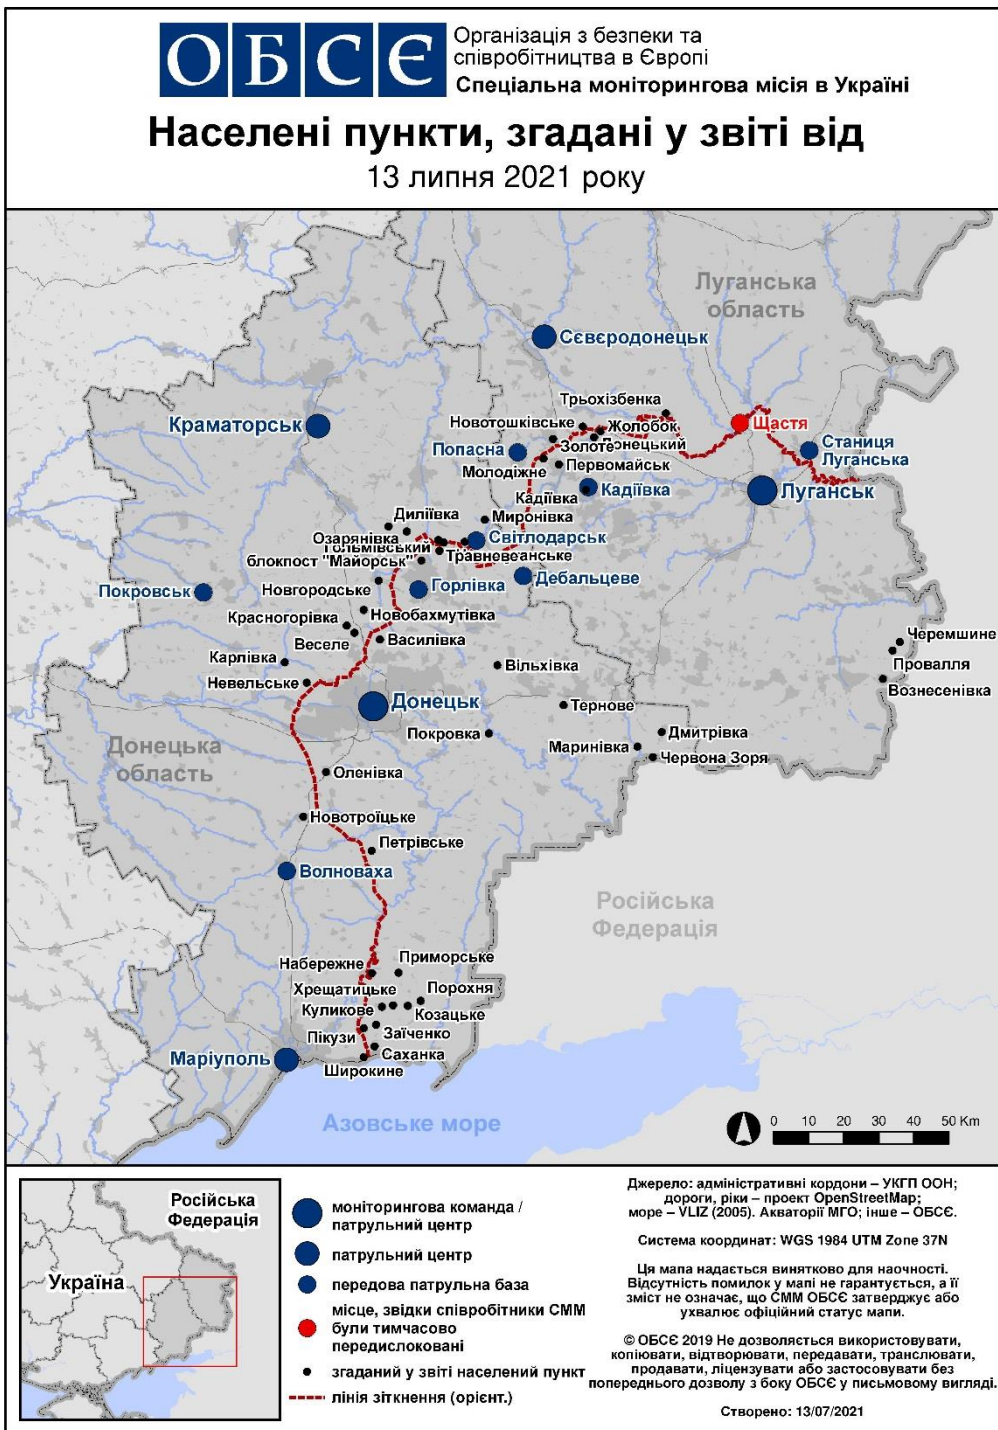 ОБСЄ
Організація з безпеки та
співробітництва в Європі
Спеціальна моніторингова місія в Україні
Населені пункти, згадані у звіті від
13 липня 2021 року
Луганська
область
Сєвєродонецьк
Трьохізбенка
Краматорськ
Новотошківське
Жолобок
Щастя
Золоте
Донецький
Попасна
Станиця
Луганська
Молодіжне
Первомайськ
Кадіївка
Кадіївка
Луганськ
Диліївка
Миронівка
Озарянівка
Світлодарськ
Гольмівський
Травневе
блокпост "Майорськ"
Дебальцеве
Горлівка
Покровськ
Новгородське
Новобахмутівка
Красногорівка
Веселе
Василівка
Черемшине
Карлівка
Вільхівка
Провалля
Невельське
Вознесенівка
Донецьк
Тернове
Покровка
Дмитрівка
Маринівка
Червона Зоря
Донецька
область
Оленівка
Новотроїцьке
Петрівське
Волноваха
Російська
Федерація
Набережне
Приморське
Хрещатицьке
Порохня
Куликове
Козацьке
Пікузи
Заїченко
Саханка
Маріуполь
Широкине
Азовське море
0 10 20 30 40 50 Km
Російська
Федерація
Україна
моніторингова команда /
патрульний центр
патрульний центр
передова патрульна база
місце, звідки співробітники СММ
були тимчасово
передислоковані
згаданий у звіті населений пункт
лінія зіткнення (орієнт.)
Джерело: адміністративні кордони – УКГП ООН;
дороги, ріки – проект OpenStreetMap;
море – VLIZ (2005). Акваторії МГО; інше – ОБСЄ.
Система координат: WGS 1984 UTM Zone 37N
Ця мапа надається винятково для наочності.
Відсутність помилок у мапі не гарантується, а її
зміст не означає, що СММ ОБСЄ затверджує або
ухвалює офіційний статус мапи.
© ОБСЄ 2019 Не дозволяється використовувати,
копіювати, відтворювати, передавати, транслювати,
продавати, ліцензувати або застосовувати без
попереднього дозволу з боку ОБСЄ у письмовому вигляді.
Створено: 13/07/2021